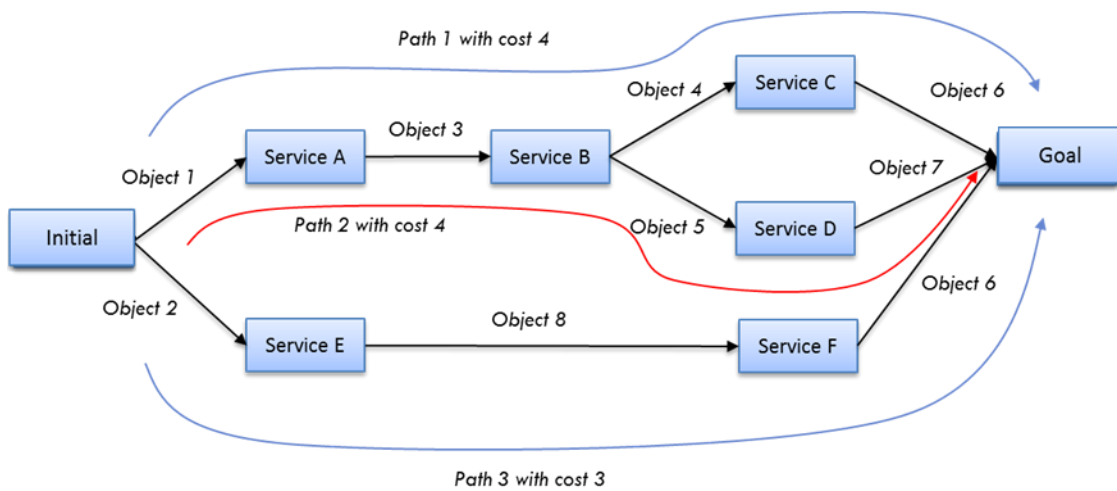 Path 1 with cost 4
Object 4
Service C
Object 6
Object 3
Service A
Service B
Goal
Object 1
Object 7
Initial
Path 2 with cost 4
Object 5
Service D
Object 2
Object 6
Object 8
Service E
Service F
Path 3 with cost 3